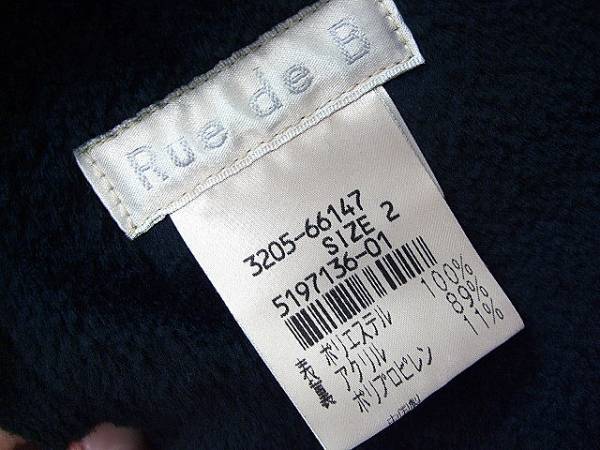 Rue de B
3205-66147
SIZE 2
5197136-01
表 ポリエステル 100%
裏 アクリル 89%
ポリプロピレン 11%